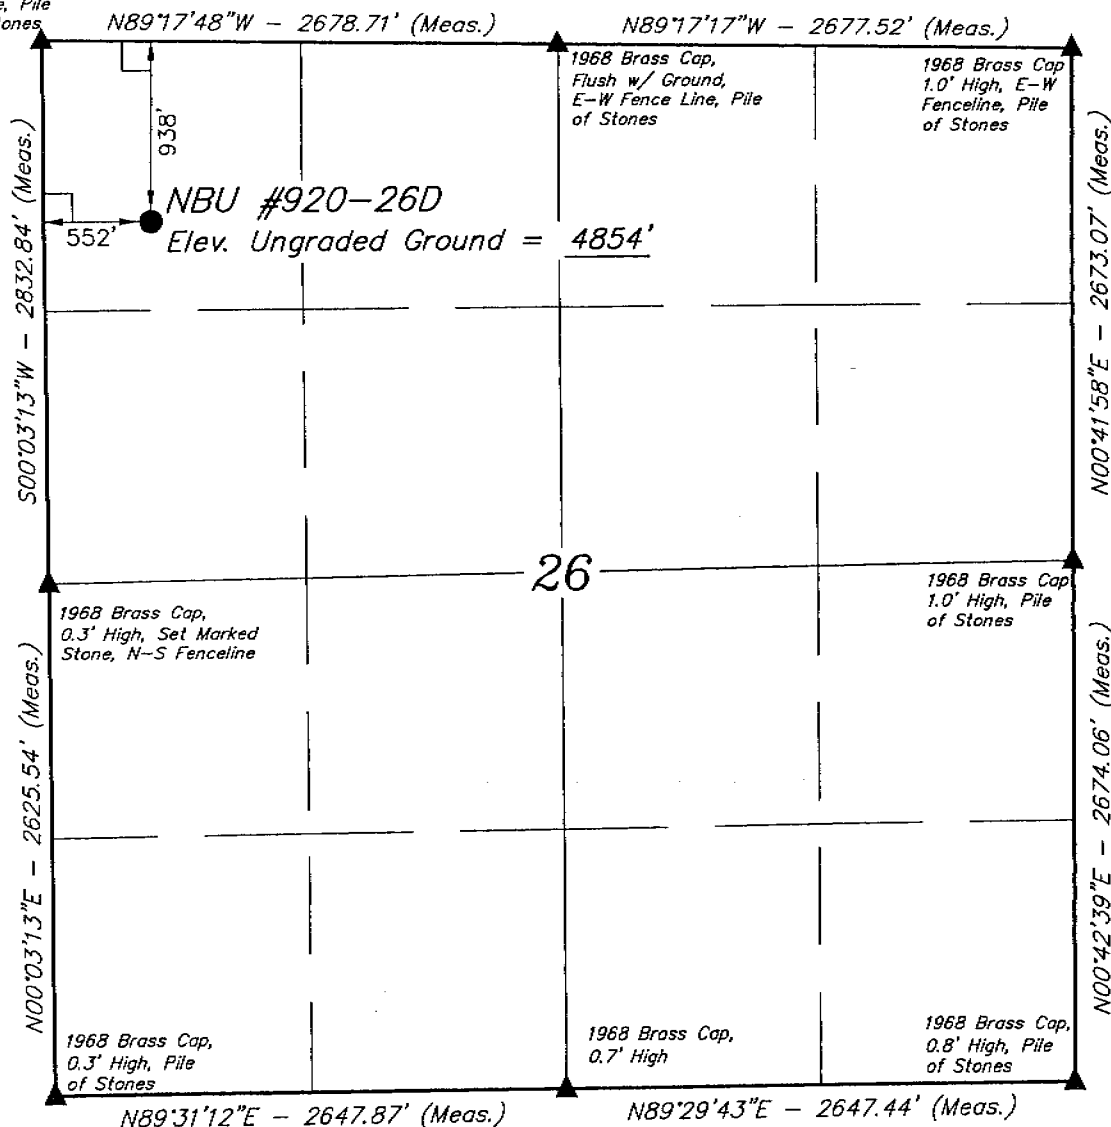 Pile
N89°17'48"W - 2678.71' (Meas.)
N89°17'17"W - 2677.52' (Meas.)
1968 Brass Cap,
Flush w/ Ground,
E-W Fence Line, Pile
of Stones
1968 Brass Cap
1.0' High, E-W
Fenceline, Pile
of Stones
938'
S00°03'13"W - 2832.84' (Meas.)
N00°41'58"E - 2673.07' (Meas.)
NBU #920-26D
552'
Elev. Ungraded Ground = 4854'
26
1968 Brass Cap,
0.3' High, Set Marked
Stone, N-S Fenceline
1968 Brass Cap
1.0' High, Pile
of Stones
N00°03'13"E - 2625.54' (Meas.)
N00°42'39"E - 2674.06' (Meas.)
1968 Brass Cap,
0.3' High, Pile
of Stones
1968 Brass Cap,
0.7' High
1968 Brass Cap,
0.8' High, Pile
of Stones
N89°31'12"E - 2647.87' (Meas.)
N89°29'43"E - 2647.44' (Meas.)